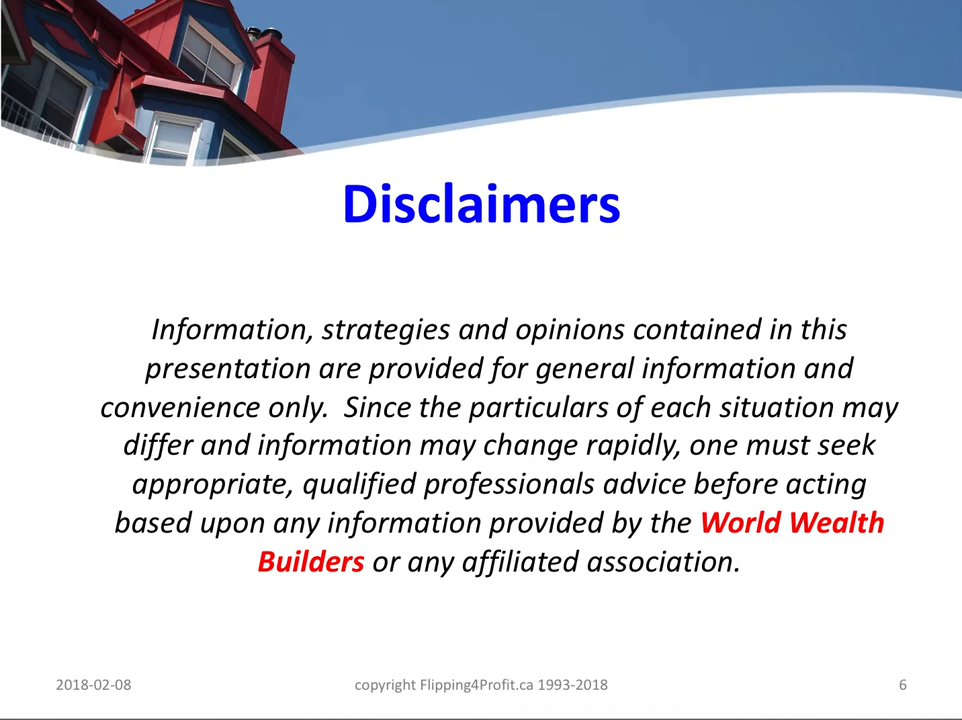 Disclaimers
Information, strategies and opinions contained in this
presentation are provided for general information and
convenience only.  Since the particulars of each situation may
differ and information may change rapidly, one must seek
appropriate, qualified professionals advice before acting
based upon any information provided by the World Wealth
Builders or any affiliated association.
2018-02-08
copyright Flipping4Profit.ca 1993-2018
6